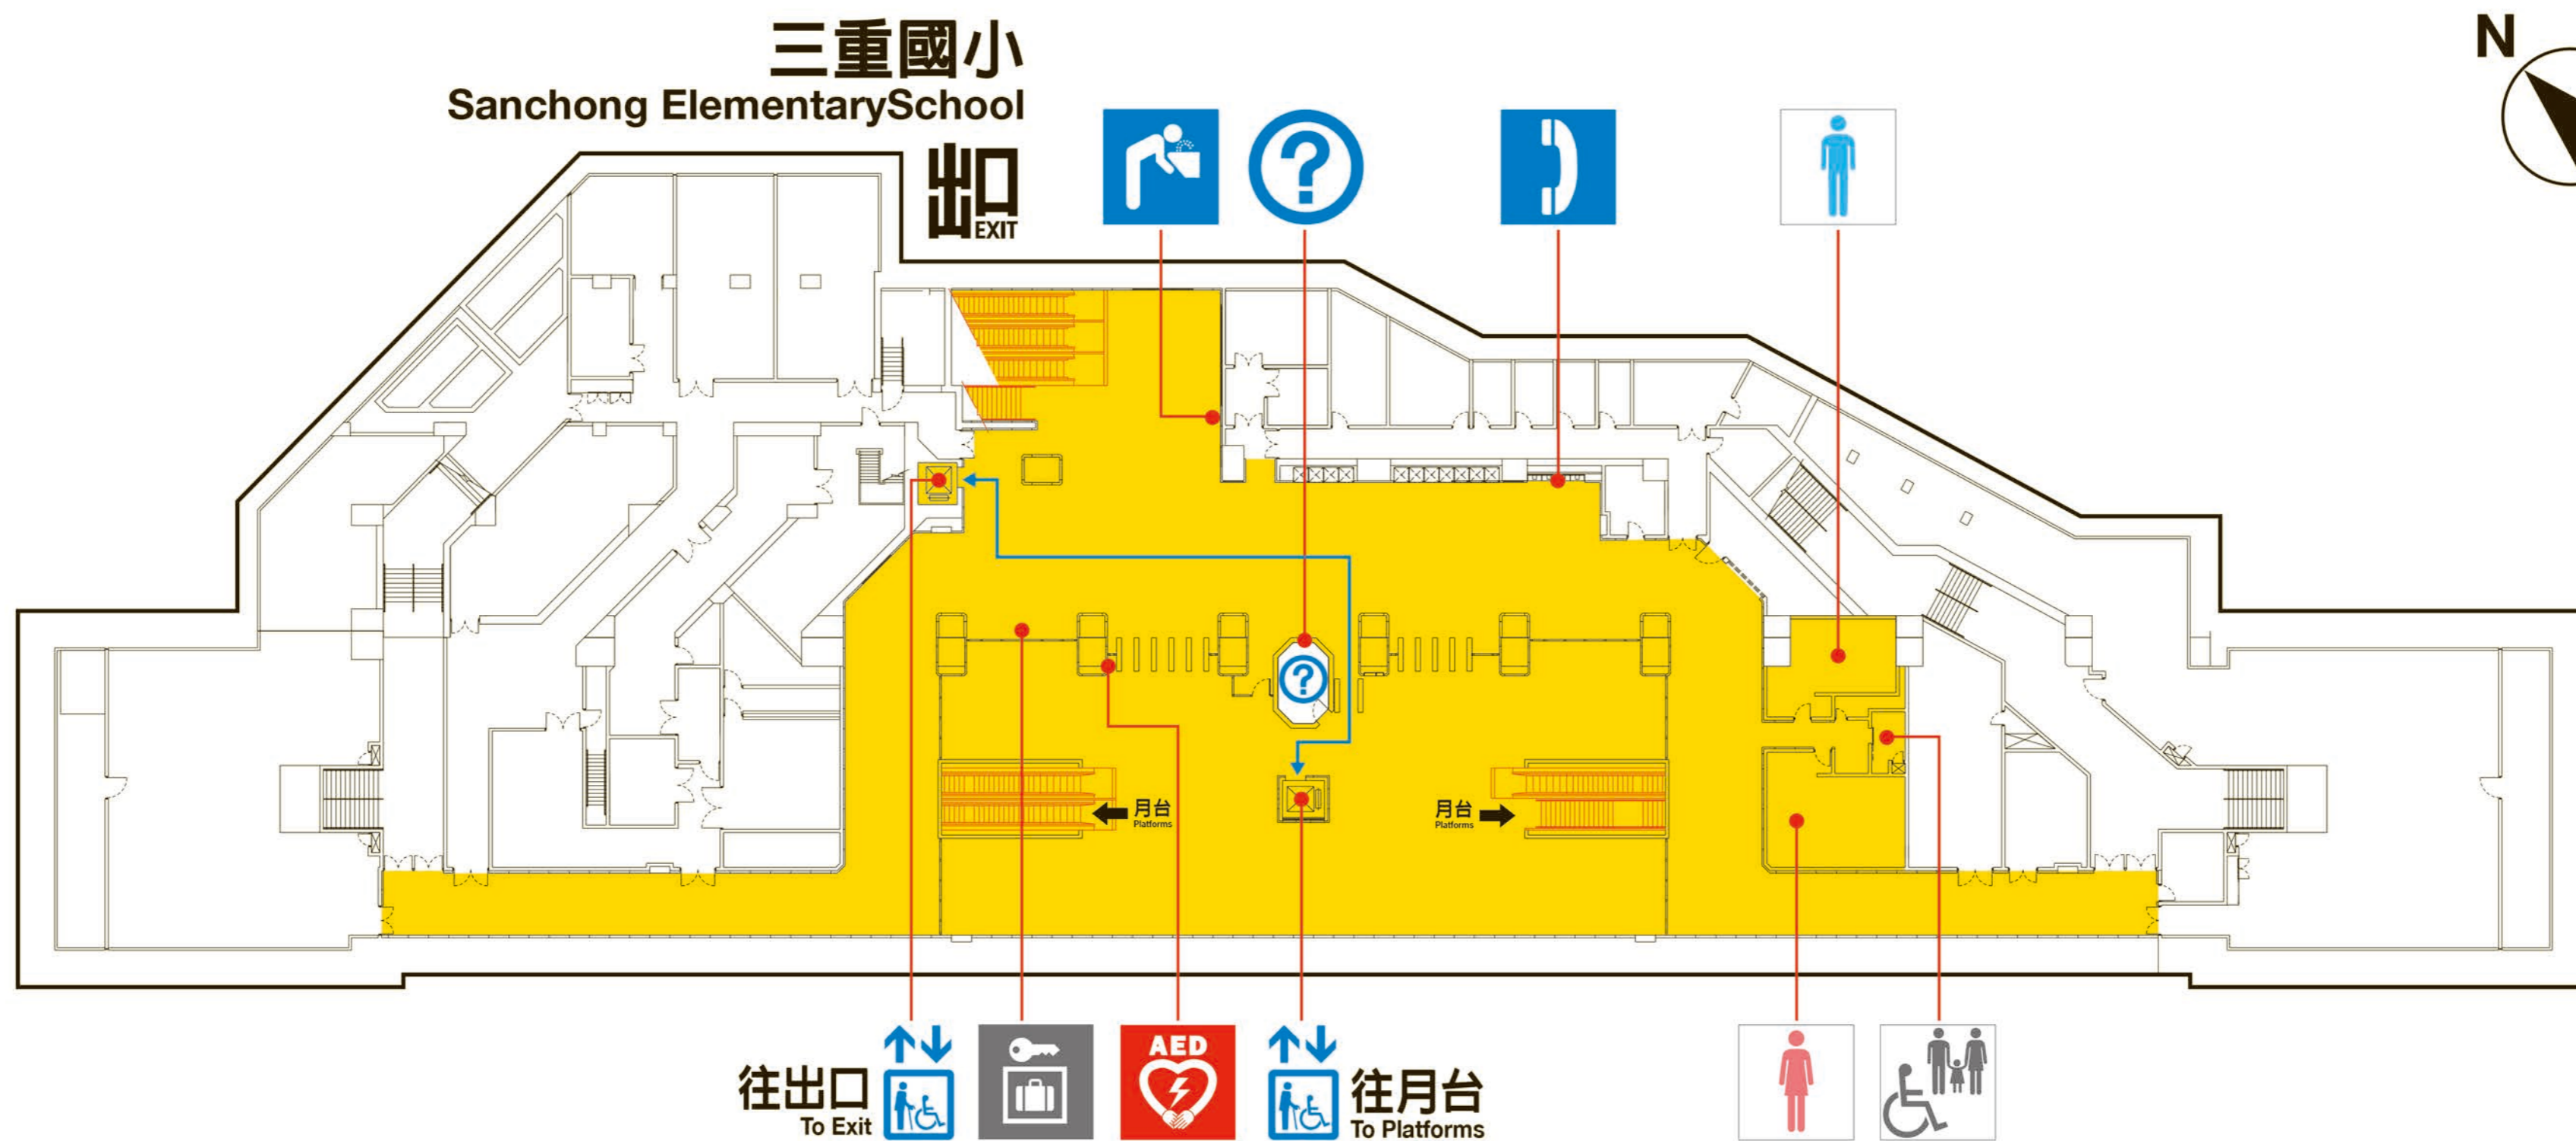 三重國小
Sanchong ElementarySchool
出口
EXIT
N
?
?
月台
Platforms
月台
Platforms
往出口
To Exit
AED
往月台
To Platforms